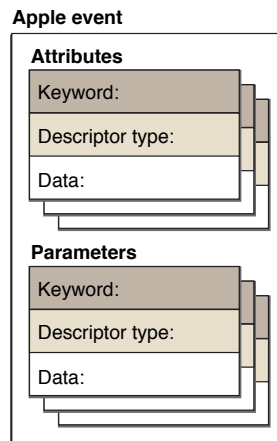 Apple event
Attributes
Keyword:
Descriptor type:
Data:
Parameters
Keyword:
Descriptor type:
Data: